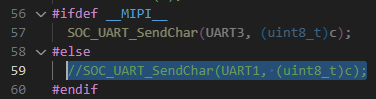 56 #ifdef __MIPI__
57 SOC_UART_SendChar(UART3, (uint8_t)c);
58 #else
59 //SOC_UART_SendChar(UART1, (uint8_t)c);
60 #endif